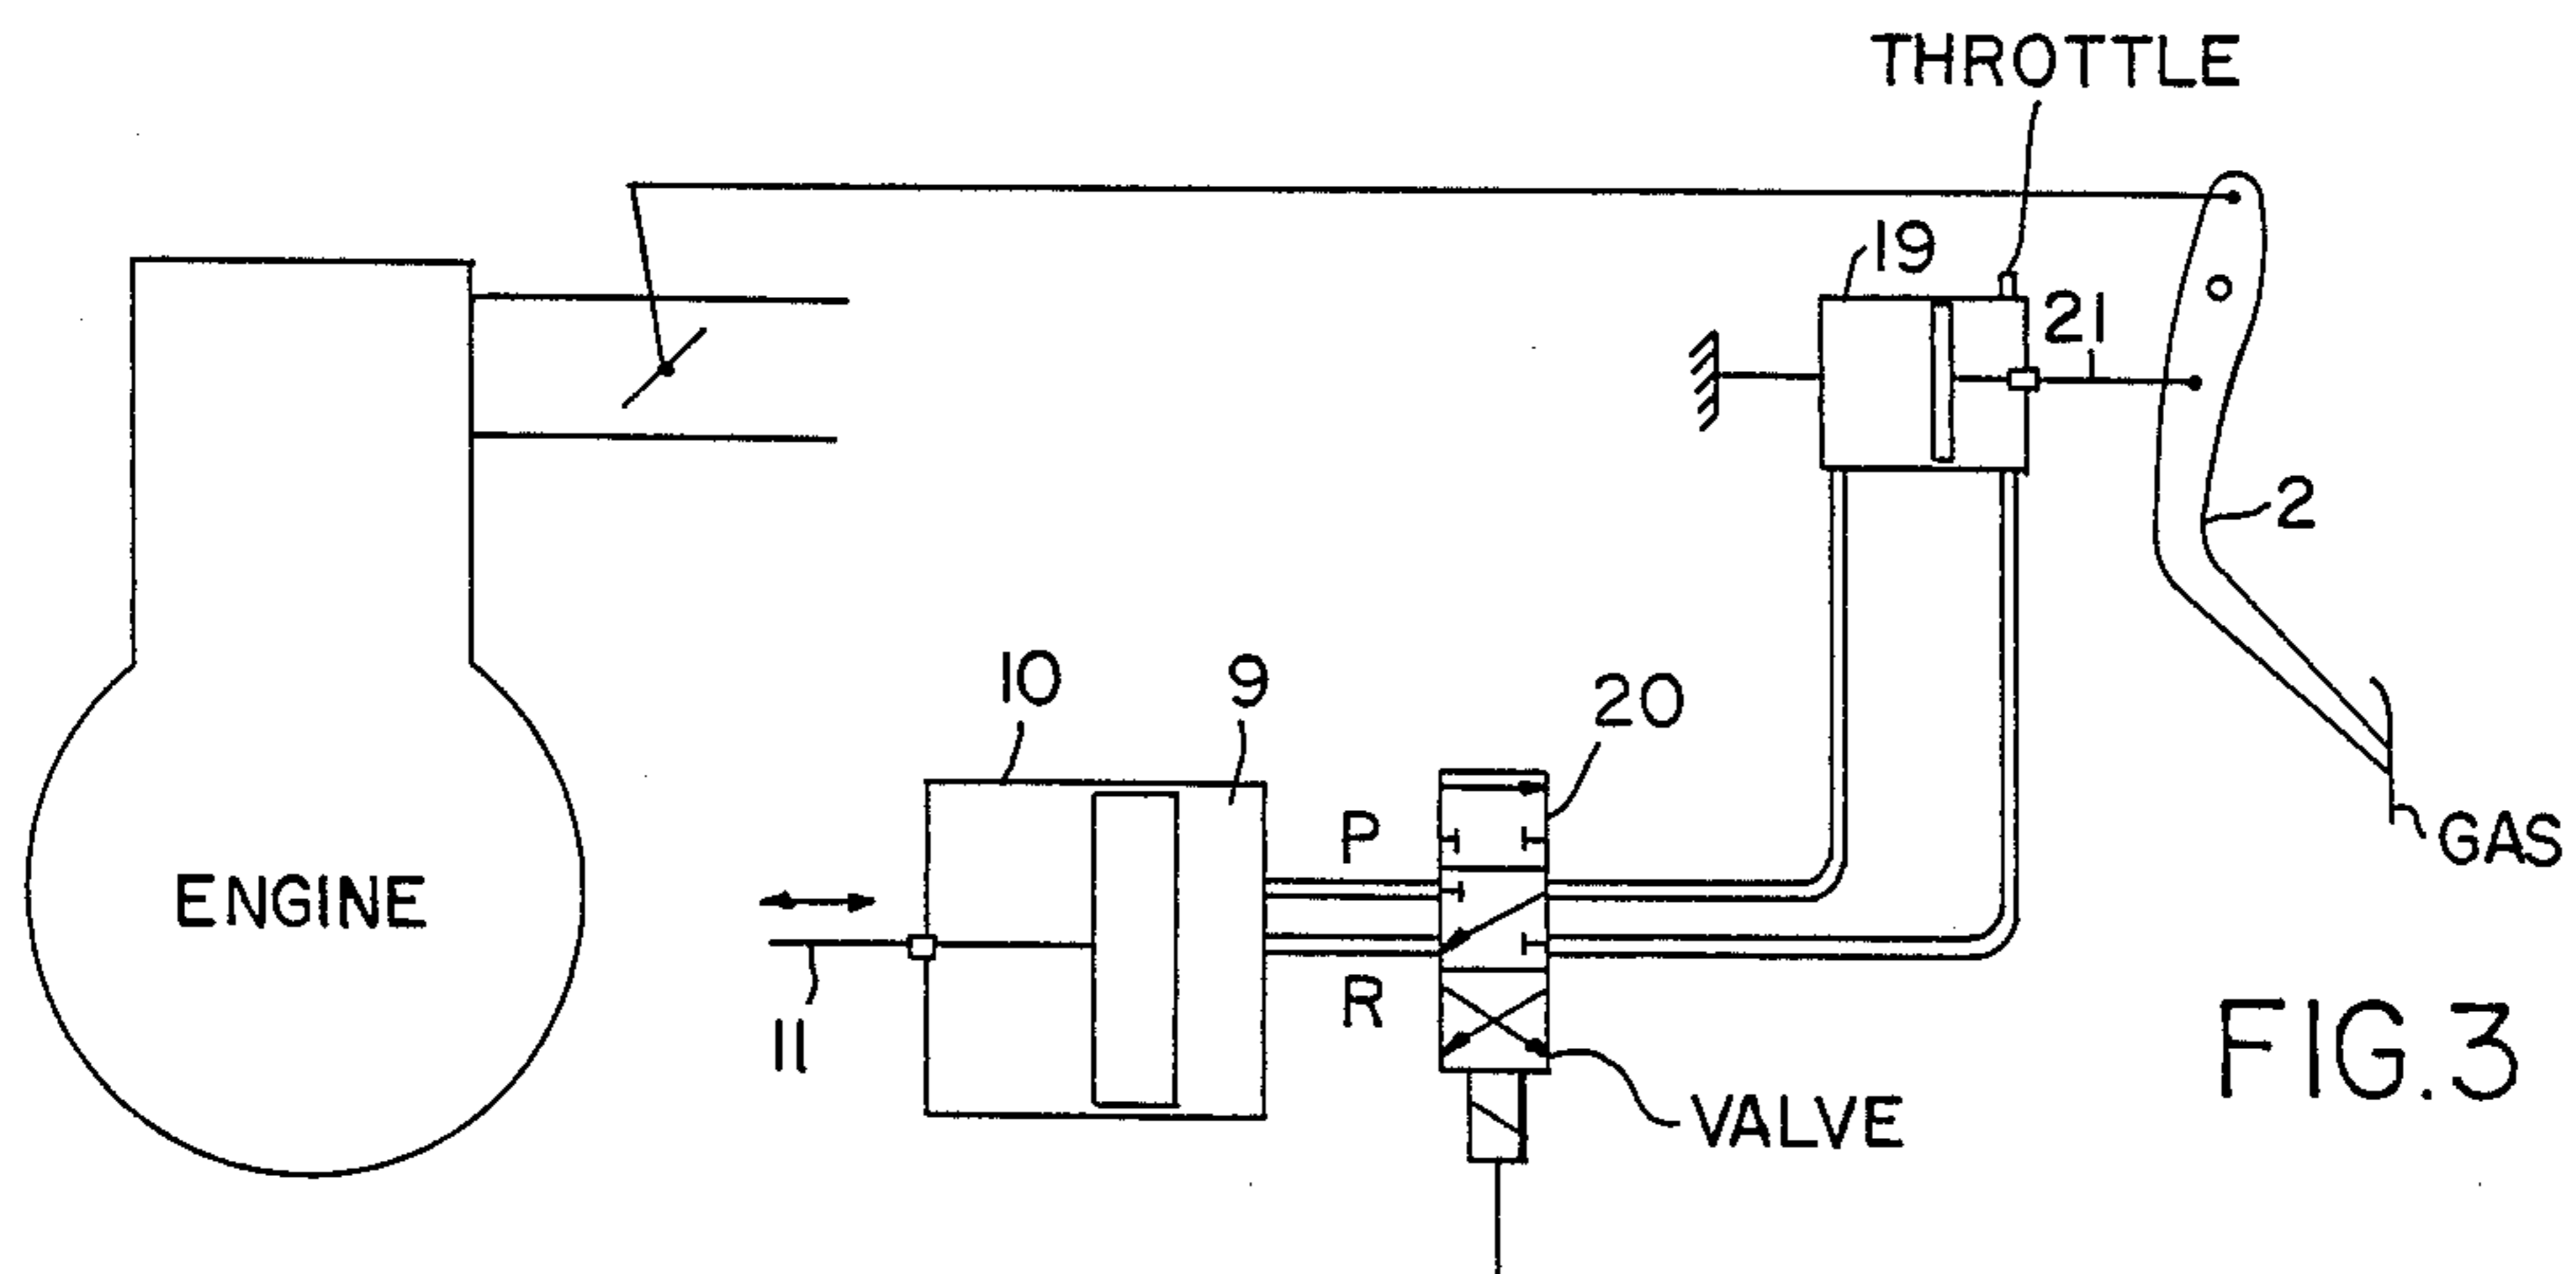 THROTTLE
19
21
2
10
9
20
P
GAS
ENGINE
R
11
FIG.3
VALVE